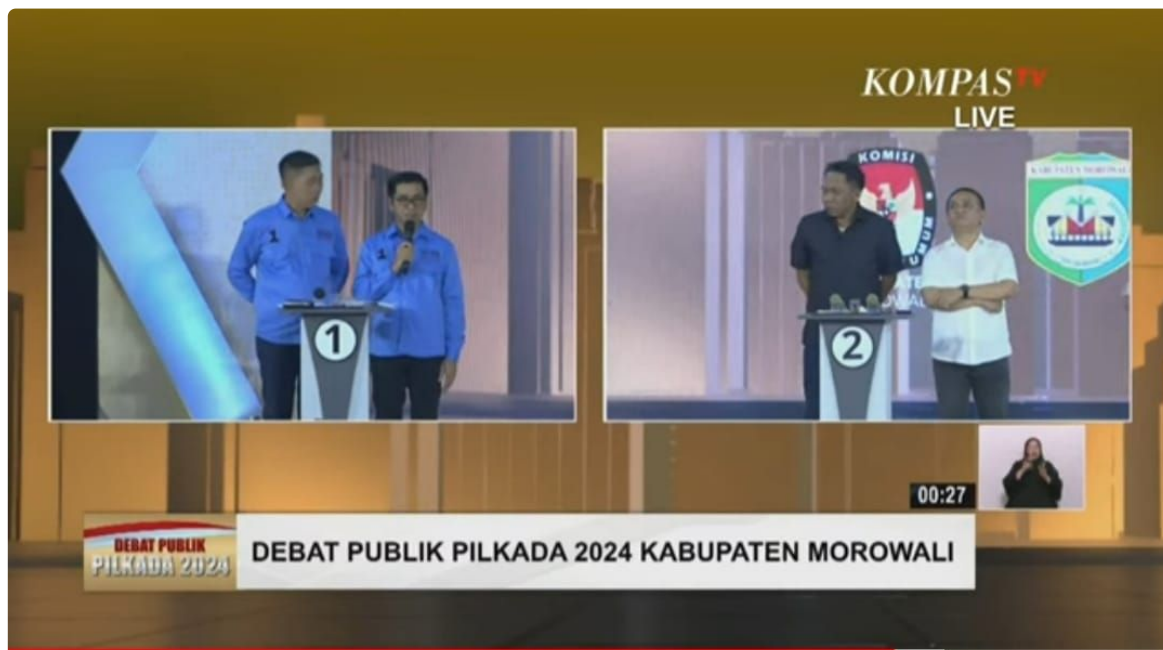 KOMPAS TV
LIVE
KOMISI
UMUM
KABUPATEN MOROWALI
1
2
00:27
DEBAT PUBLIK
PILKADA 2024
DEBAT PUBLIK PILKADA 2024 KABUPATEN MOROWALI